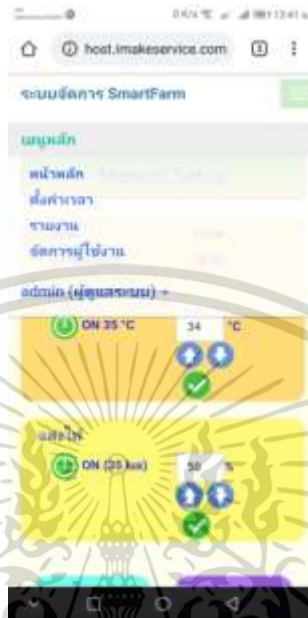 host.imakeservice.com
ระบบจัดการ SmartFarm
เมนูหลัก
หน้าหลัก
ตั้งค่าเวลา
รายงาน
จัดการผู้ใช้งาน
admin (ผู้ดูแลระบบ)
ON 35 °C
34 °C
แสงไฟ
ON (35 lux)
50 %